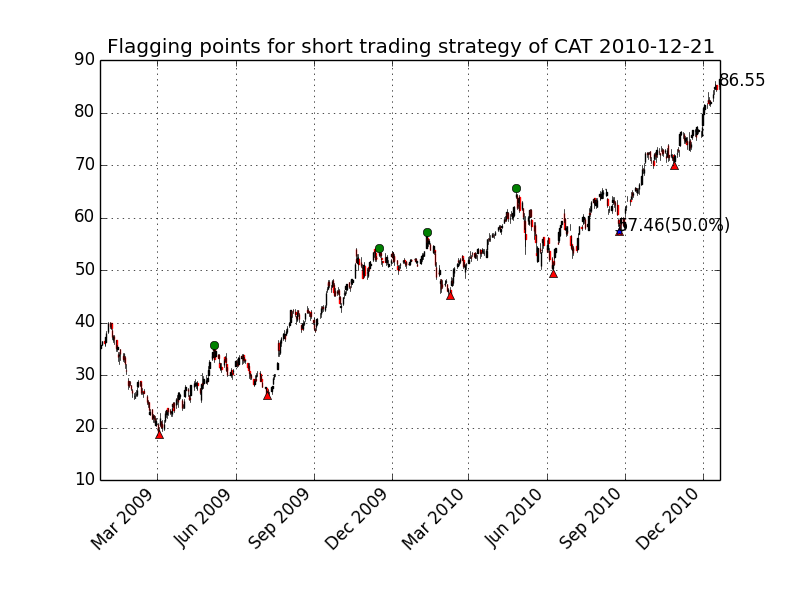 Flagging points for short trading strategy of CAT 2010-12-21
90
80
70
60
50
40
30
20
10
86.55
57.46(50.0%)
Mar 2009
Jun 2009
Sep 2009
Dec 2009
Mar 2010
Jun 2010
Sep 2010
Dec 2010